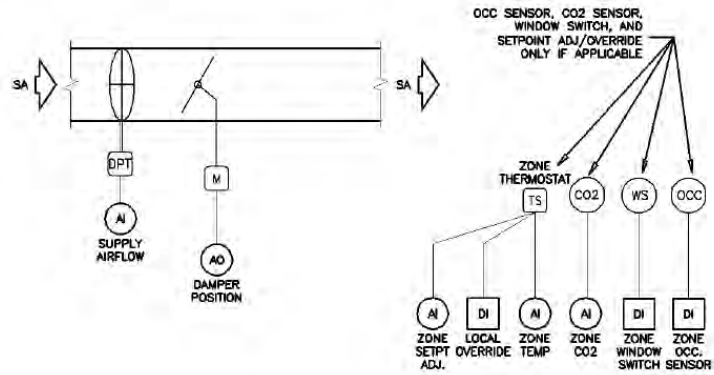 OCC SENSOR, CO2 SENSOR,
WINDOW SWITCH, AND
SETPOINT ADJ/OVERRIDE
ONLY IF APPLICABLE
SA
SA
DPT
M
AI
SUPPLY
AIRFLOW
AO
DAMPER
POSITION
ZONE
THERMOSTAT
TS
CO2
WS
OCC
AI
DI
AI
AI
DI
DI
ZONE
SETPT
ADJ.
LOCAL
OVERRIDE
ZONE
TEMP
ZONE
CO2
ZONE
WINDOW
SWITCH
ZONE
OCC.
SENSOR